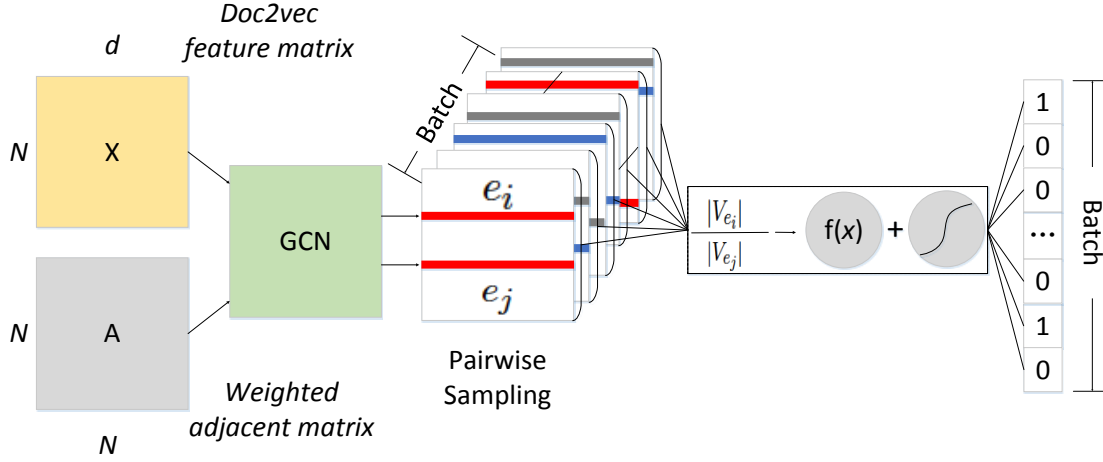 d
Doc2vec
feature matrix
N
X
N
A
N
GCN
Weighted
adjacent matrix
Batch
e_i
e_j
Pairwise
Sampling
|V_{e_i}|
|V_{e_j}|
f(x)
+
1
0
0
...
0
1
0
Batch